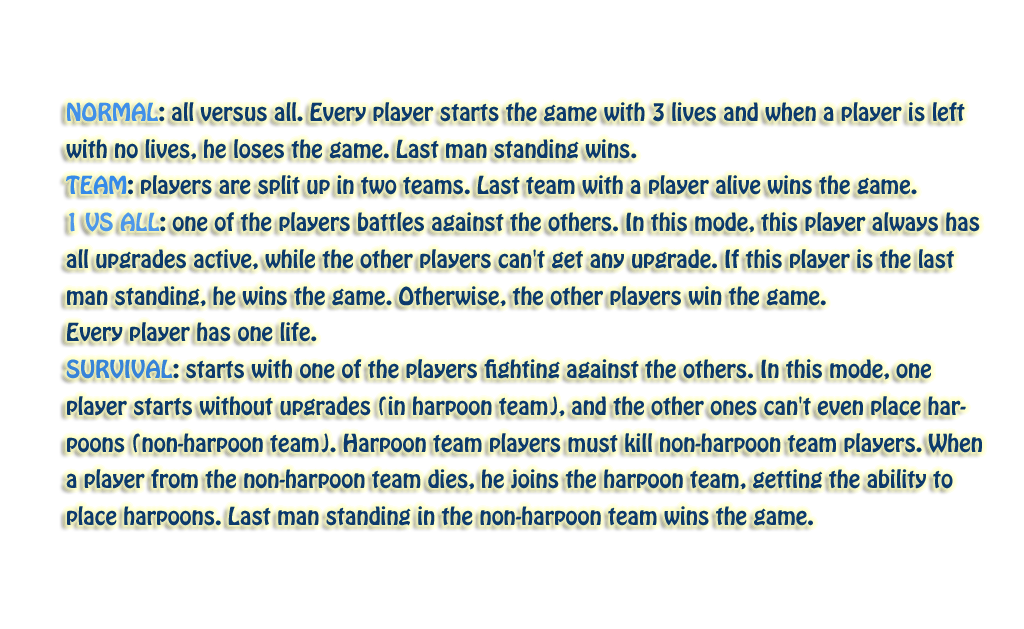 NORMAL: all versus all. Every player starts the game with 3 lives and when a player is left
with no lives, he loses the game. Last man standing wins.
TEAM: players are split up in two teams. Last team with a player alive wins the game.
1 VS ALL: one of the players battles against the others. In this mode, this player always has
all upgrades active, while the other players can't get any upgrade. If this player is the last
man standing, he wins the game. Otherwise, the other players win the game.
Every player has one life.
SURVIVAL: starts with one of the players fighting against the others. In this mode, one
player starts without upgrades (in harpoon team), and the other ones can't even place har-
poons (non-harpoon team). Harpoon team players must kill non-harpoon team players. When
a player from the non-harpoon team dies, he joins the harpoon team, getting the ability to
place harpoons. Last man standing in the non-harpoon team wins the game.